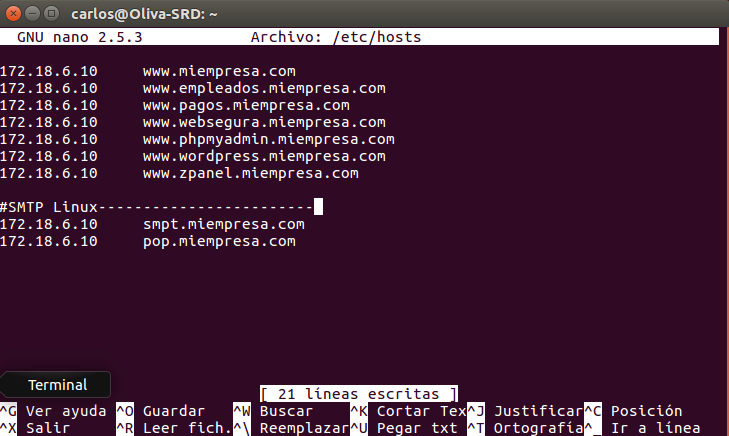 carlos@Oliva-SRD: ~
GNU nano 2.5.3 Archivo: /etc/hosts
172.18.6.10 www.miempresa.com
172.18.6.10 www.empleados.miempresa.com
172.18.6.10 www.pagos.miempresa.com
172.18.6.10 www.websegura.miempresa.com
172.18.6.10 www.phpmyadmin.miempresa.com
172.18.6.10 www.wordpress.miempresa.com
172.18.6.10 www.zpanel.miempresa.com
#SMTP Linux------------------------
172.18.6.10 smpt.miempresa.com
172.18.6.10 pop.miempresa.com
Terminal
[ 21 líneas escritas ]
^G Ver ayuda ^O Guardar ^W Buscar ^K Cortar Tex^J Justificar^C Posición
^X Salir ^R Leer fich.^\ Reemplazar^U Pegar txt ^T Ortografía^_ Ir a línea